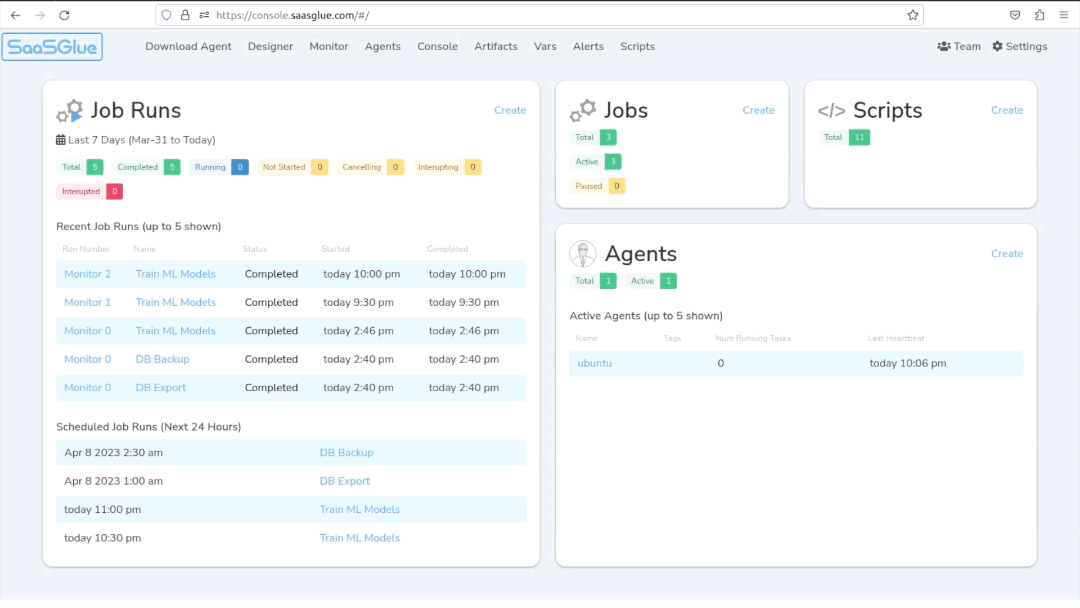 https://console.saasglue.com/#/
SaaSGlue
Download Agent Designer Monitor Agents Console Artifacts Vars Alerts Scripts Team Settings
Job Runs Create
Last 7 Days (Mar-31 to Today)
Total 5 Completed 5 Running 0 Not Started 0 Cancelling 0 Interupting 0
Interupted 0
Recent Job Runs (up to 5 shown)
Run Number Name Status Started Completed
Monitor 2 Train ML Models Completed today 10:00 pm today 10:00 pm
Monitor 1 Train ML Models Completed today 9:30 pm today 9:30 pm
Monitor 0 Train ML Models Completed today 2:46 pm today 2:46 pm
Monitor 0 DB Backup Completed today 2:40 pm today 2:40 pm
Monitor 0 DB Export Completed today 2:40 pm today 2:40 pm
Scheduled Job Runs (Next 24 Hours)
Apr 8 2023 2:30 am DB Backup
Apr 8 2023 1:00 am DB Export
today 11:00 pm Train ML Models
today 10:30 pm Train ML Models
Jobs Create
Total 3
Active 3
Paused 0
</> Scripts Create
Total 11
Agents Create
Total 1 Active 1
Active Agents (up to 5 shown)
Name Tags Num Running Tasks Last Heartbeat
ubuntu 0 today 10:06 pm